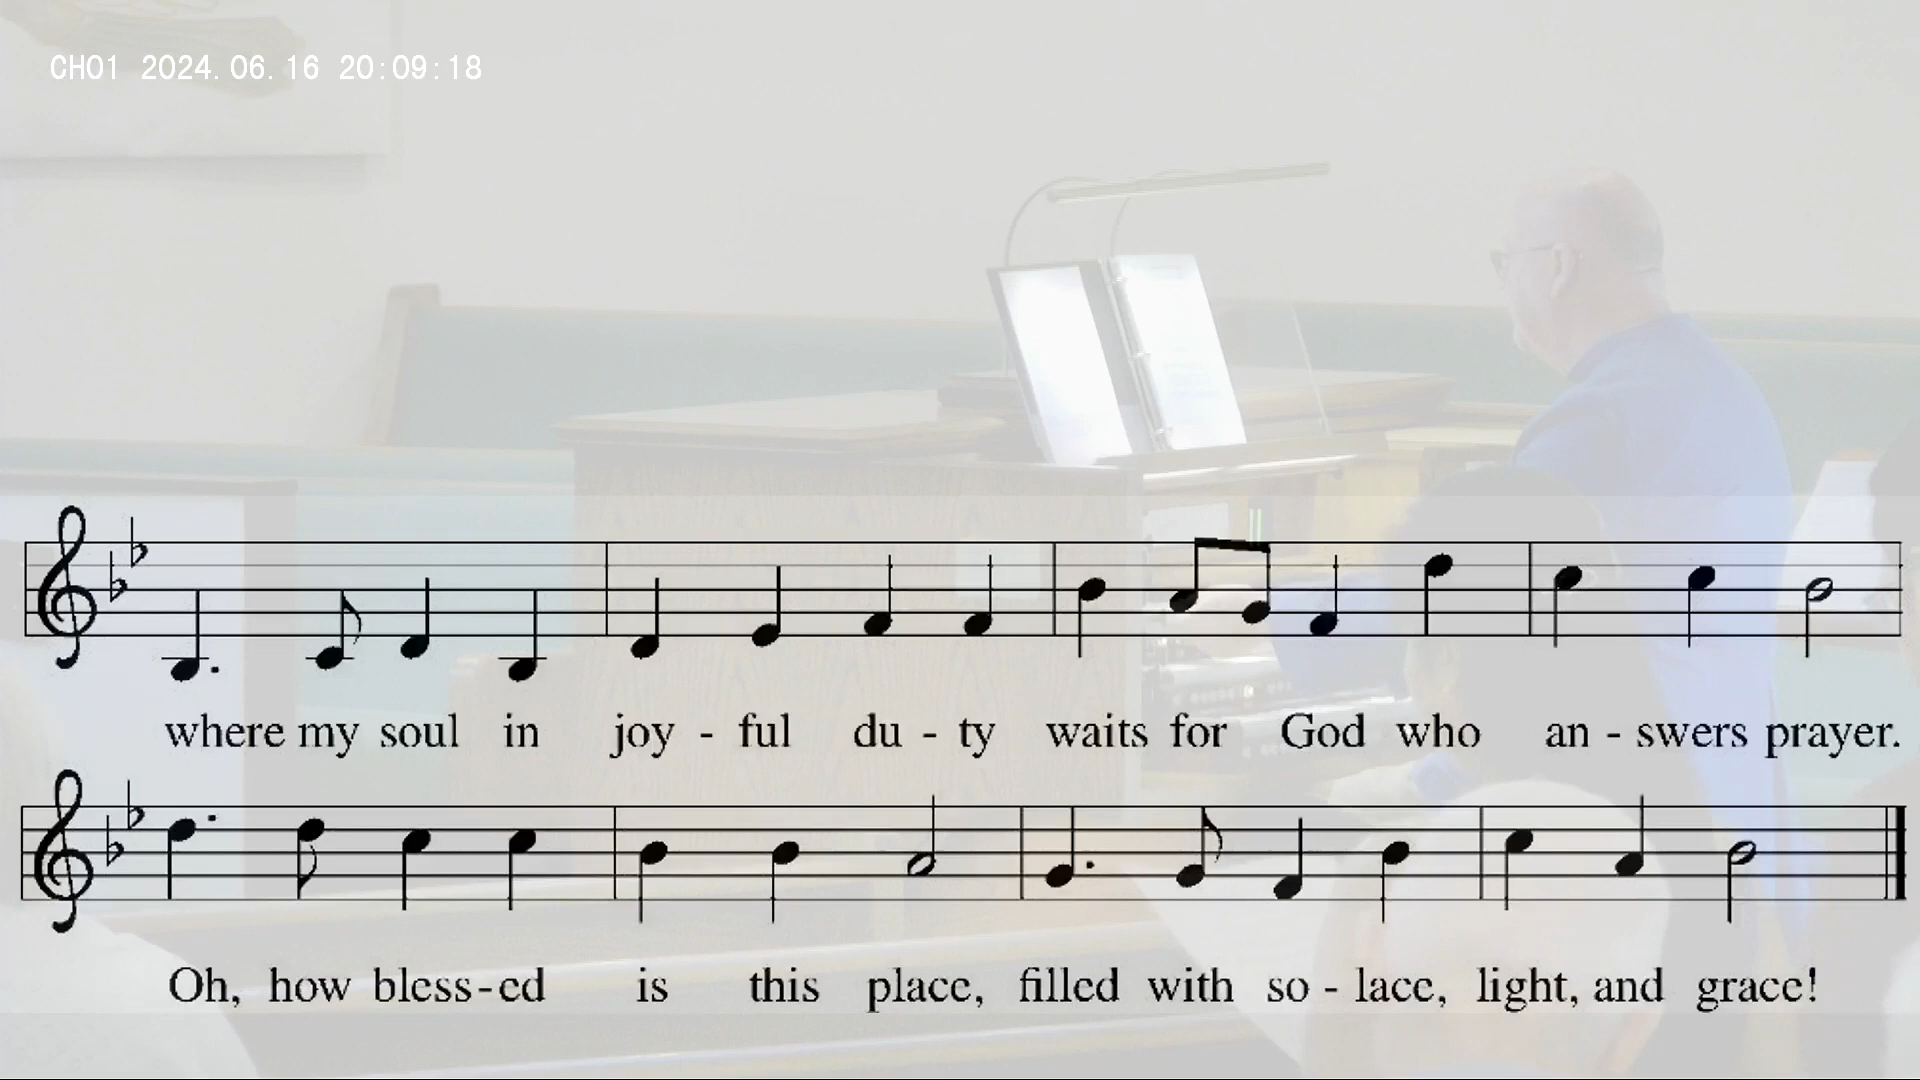 CH01 2024.06.16 20:09:18
where my soul in joy - ful du - ty waits for God who an - swers prayer.
Oh, how bless-ed is this place, filled with so - lace, light, and grace!